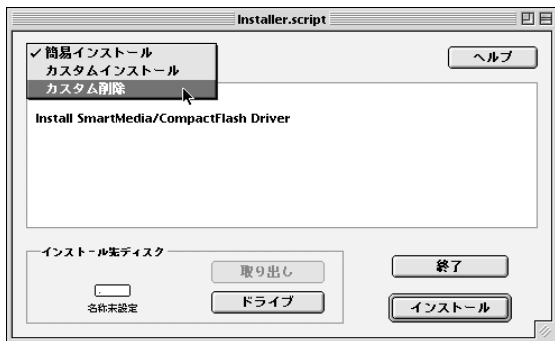 Installer.script
✓簡易インストール
カスタムインストール
カスタム削除
ヘルプ
Install SmartMedia/CompactFlash Driver
インストール先ディスク
取り出し
終了
名称未設定
ドライブ
インストール